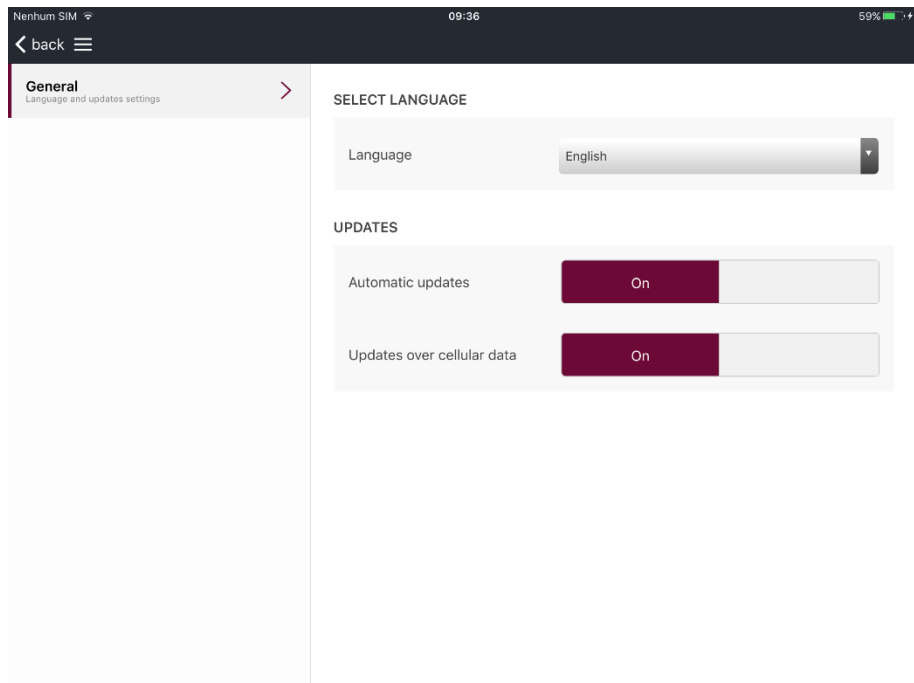 Nenhum SIM
09:36
59%
back
General
Language and updates settings
SELECT LANGUAGE
Language
English
UPDATES
Automatic updates
On
Updates over cellular data
On